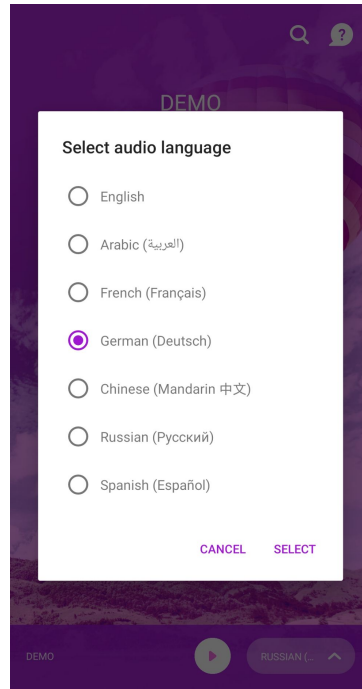 ?
DEMO
Select audio language
English
Arabic (العربية)
French (Français)
German (Deutsch)
Chinese (Mandarin 中文)
Russian (Русский)
Spanish (Español)
CANCEL SELECT
DEMO RUSSIAN (...